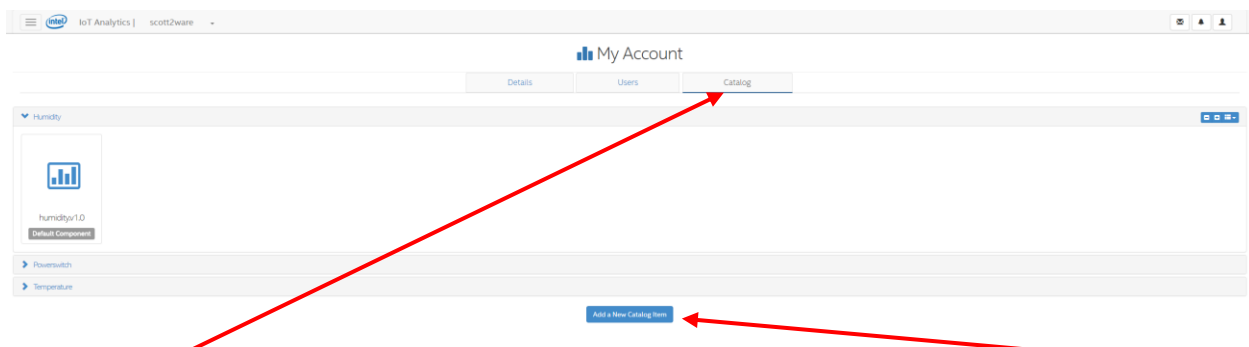 intel IoT Analytics | scott2ware
My Account
Details Users Catalog
Humidity
humidity.v1.0
Default Component
Powerswitch
Temperature
Add a New Catalog Item